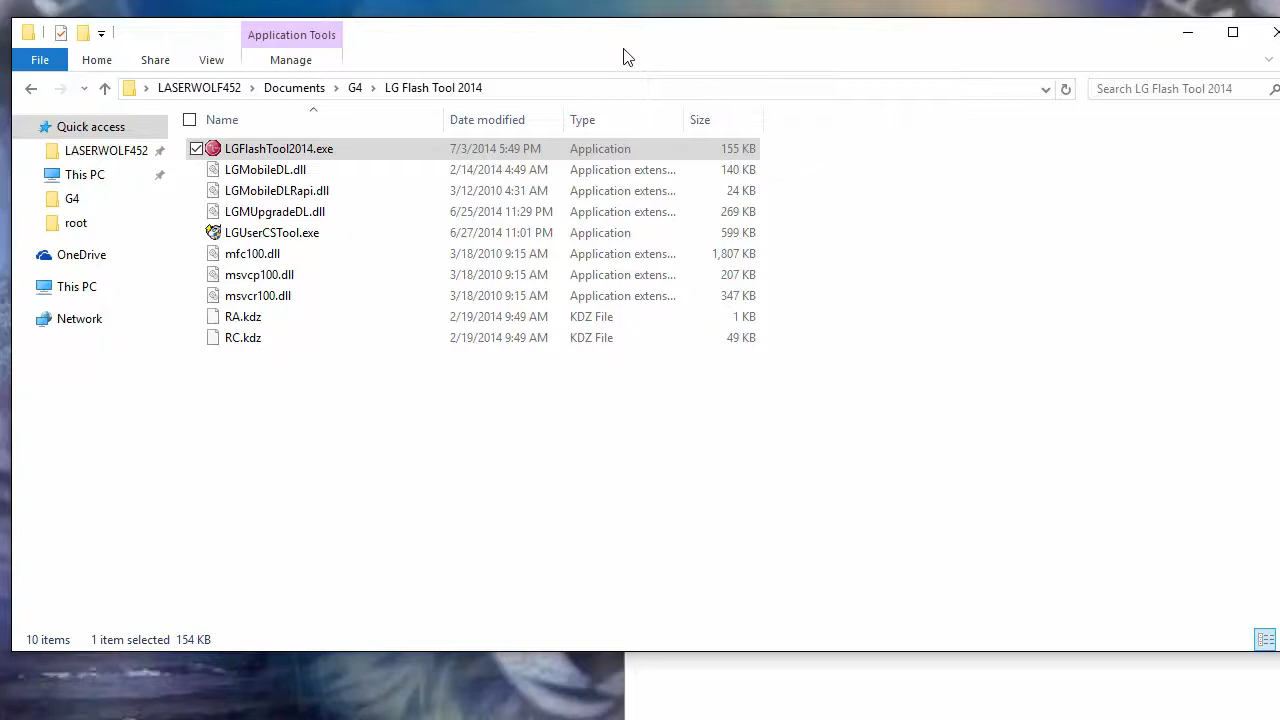 Application Tools
File Home Share View Manage
LASERWOLF452 Documents G4 LG Flash Tool 2014 Search LG Flash Tool 2014
Quick access
LASERWOLF452
This PC
G4
root
OneDrive
This PC
Network
Name Date modified Type Size
LGFlashTool2014.exe 7/3/2014 5:49 PM Application 155 KB
LGMobileDL.dll 2/14/2014 4:49 AM Application extens... 140 KB
LGMobileDLRapi.dll 3/12/2010 4:31 AM Application extens... 24 KB
LGMUpgradeDL.dll 6/25/2014 11:29 PM Application extens... 269 KB
LGUserCSTool.exe 6/27/2014 11:01 PM Application 599 KB
mfc100.dll 3/18/2010 9:15 AM Application extens... 1,807 KB
msvcp100.dll 3/18/2010 9:15 AM Application extens... 207 KB
msvcr100.dll 3/18/2010 9:15 AM Application extens... 347 KB
RA.kdz 2/19/2014 9:49 AM KDZ File 1 KB
RC.kdz 2/19/2014 9:49 AM KDZ File 49 KB
10 items 1 item selected 154 KB